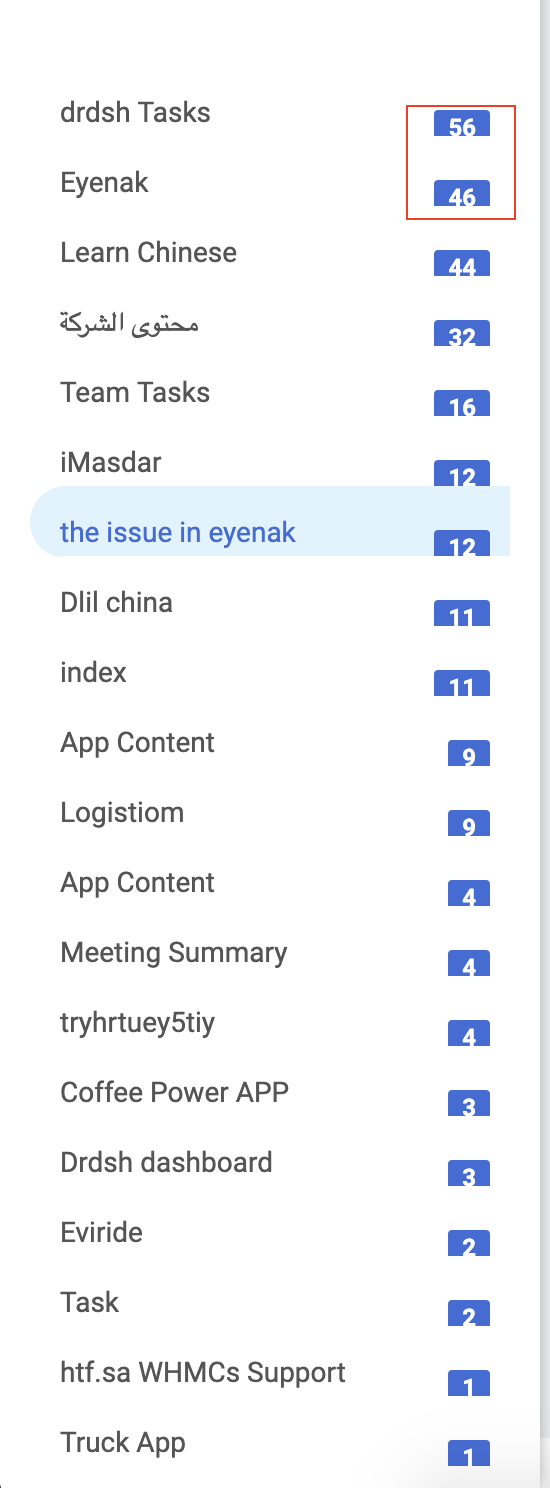 drdsh Tasks 56
Eyenak 46
Learn Chinese 44
محتوى الشركة 32
Team Tasks 16
iMasdar 12
the issue in eyenak 12
Dlil china 11
index 11
App Content 9
Logistiom 9
App Content 4
Meeting Summary 4
tryhrtuey5tiy 4
Coffee Power APP 3
Drdsh dashboard 3
Eviride 2
Task 2
htf.sa WHMCs Support 1
Truck App 1